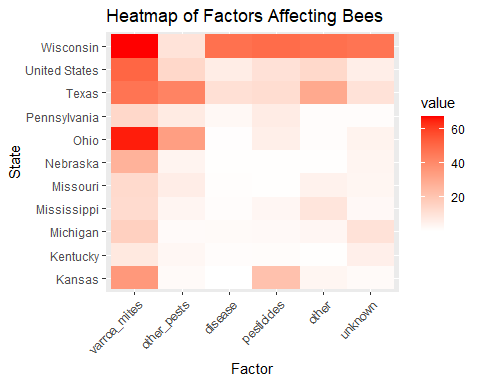 Heatmap of Factors Affecting Bees
State
Wisconsin
United States
Texas
Pennsylvania
Ohio
Nebraska
Missouri
Mississippi
Michigan
Kentucky
Kansas
varroa_mites
other_pests
disease
pesticides
other
unknown
Factor
value
60
40
20